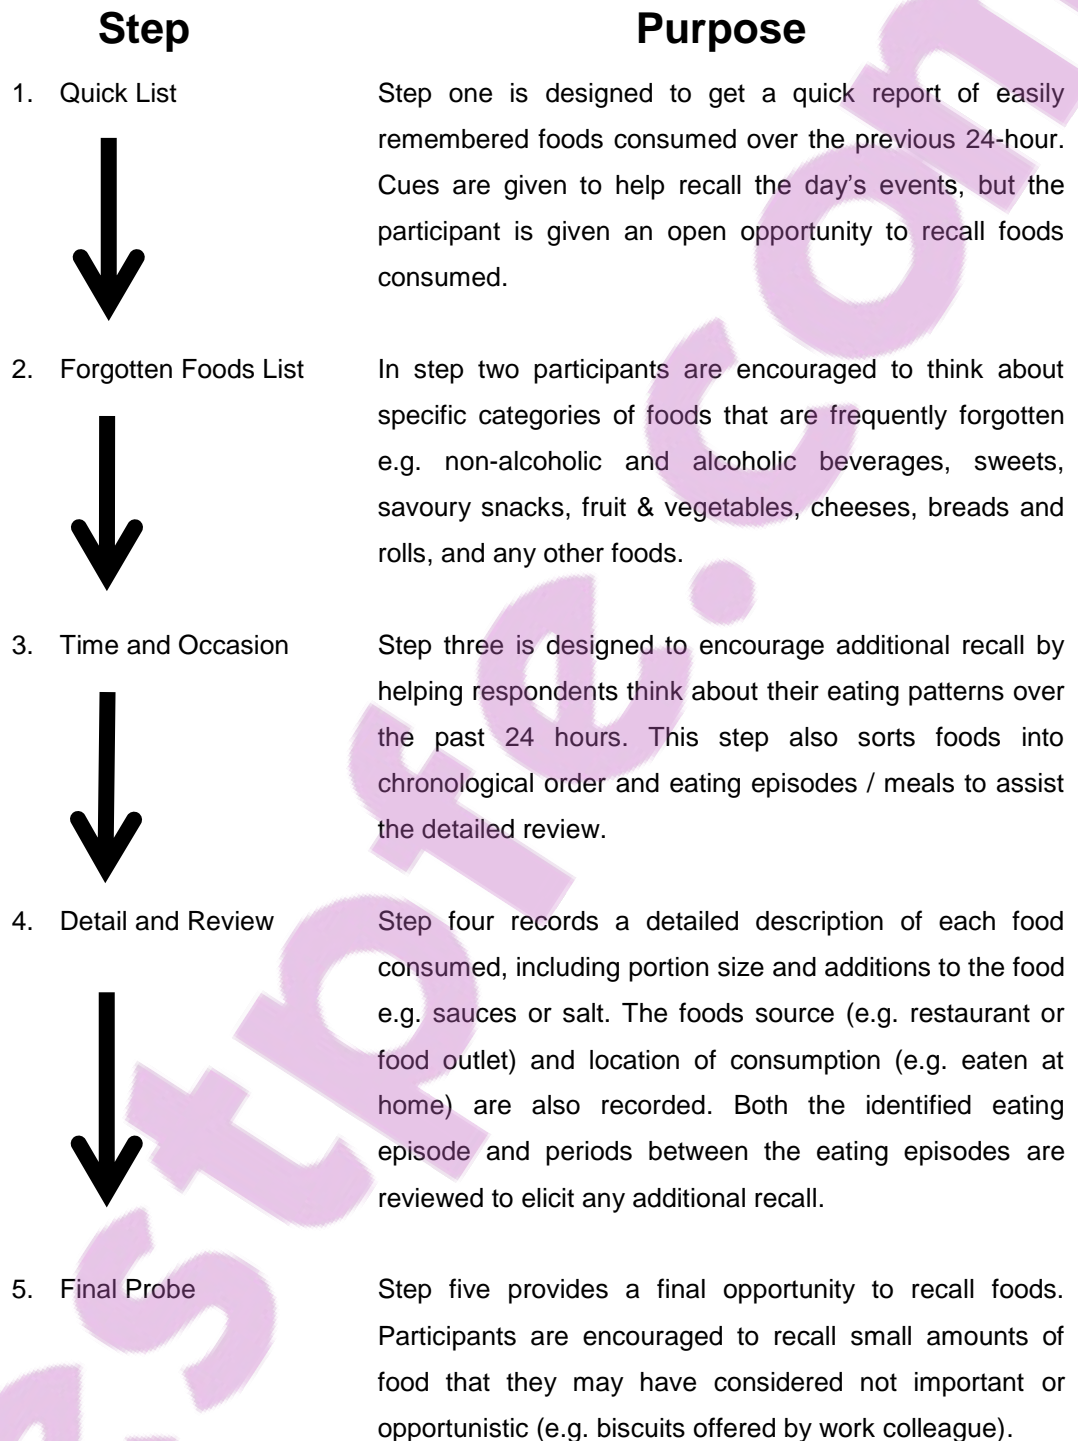 Step
Purpose
1. Quick List
Step one is designed to get a quick report of easily
remembered foods consumed over the previous 24-hour.
Cues are given to help recall the day's events, but the
participant is given an open opportunity to recall foods
consumed.
2. Forgotten Foods List
In step two participants are encouraged to think about
specific categories of foods that are frequently forgotten
e.g. non-alcoholic and alcoholic beverages, sweets,
savoury snacks, fruit & vegetables, cheeses, breads and
rolls, and any other foods.
3. Time and Occasion
Step three is designed to encourage additional recall by
helping respondents think about their eating patterns over
the past 24 hours. This step also sorts foods into
chronological order and eating episodes / meals to assist
the detailed review.
4. Detail and Review
Step four records a detailed description of each food
consumed, including portion size and additions to the food
e.g. sauces or salt. The foods source (e.g. restaurant or
food outlet) and location of consumption (e.g. eaten at
home) are also recorded. Both the identified eating
episode and periods between the eating episodes are
reviewed to elicit any additional recall.
5. Final Probe
Step five provides a final opportunity to recall foods.
Participants are encouraged to recall small amounts of
food that they may have considered not important or
opportunistic (e.g. biscuits offered by work colleague).
stpfe.com